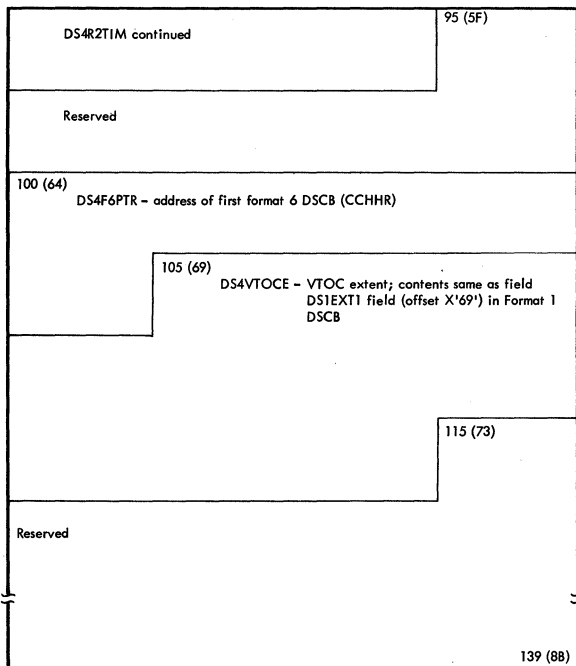 95 (5F)
DS4R2TIM continued
Reserved
100 (64)
DS4F6PTR – address of first format 6 DSCB (CCHHR)
105 (69)
DS4VTOCE – VTOC extent; contents same as field
DS1EXT1 field (offset X'69') in Format 1
DSCB
115 (73)
Reserved
139 (8B)